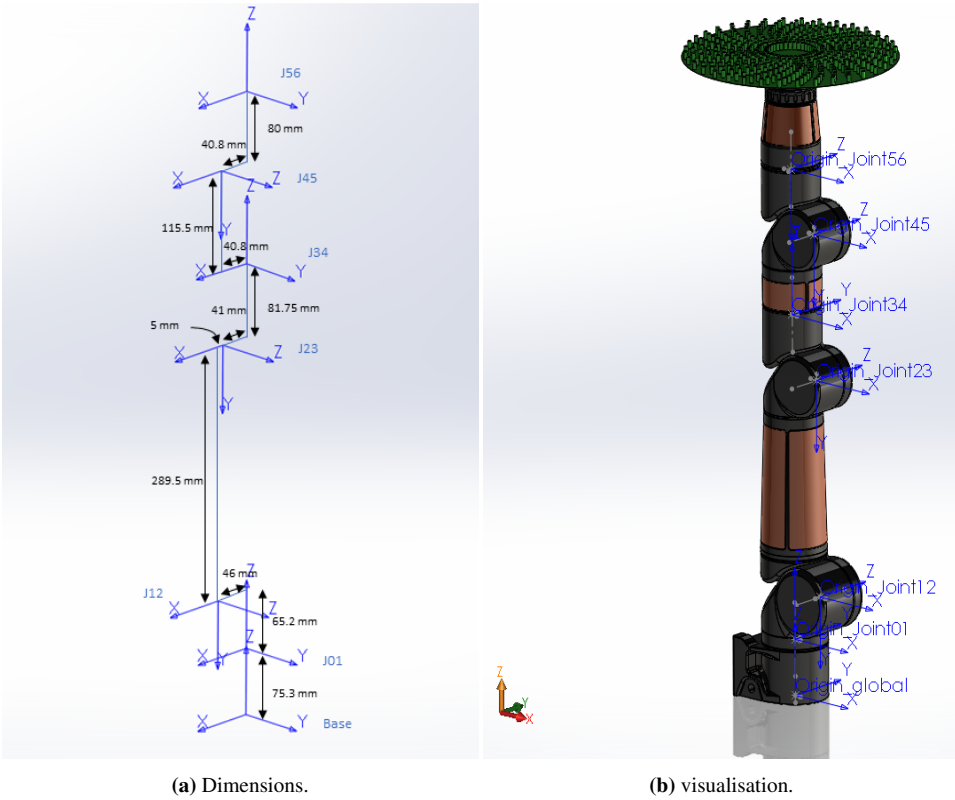 Z
J56
X
Y
80 mm
40.8 mm
X
Z
J45
Z
115.5 mm
Y
40.8 mm
J34
X
Y
41 mm
81.75 mm
5 mm
X
Z
J23
Y
289.5 mm
46 mm
Z
J12
X
Z
65.2 mm
Y
Z
X
Y
J01
75.3 mm
X
Y
Base
Z
Origin_Joint56
X
Z
Origin_Joint45
X
Y
Y
Origin_Joint34
X
Z
Origin_Joint23
X
Y
Z
Origin_Joint12
X
Y
Origin_Joint01
X
Y
Y
Origin_global
X
Z
Y
X
(a) Dimensions.
(b) visualisation.